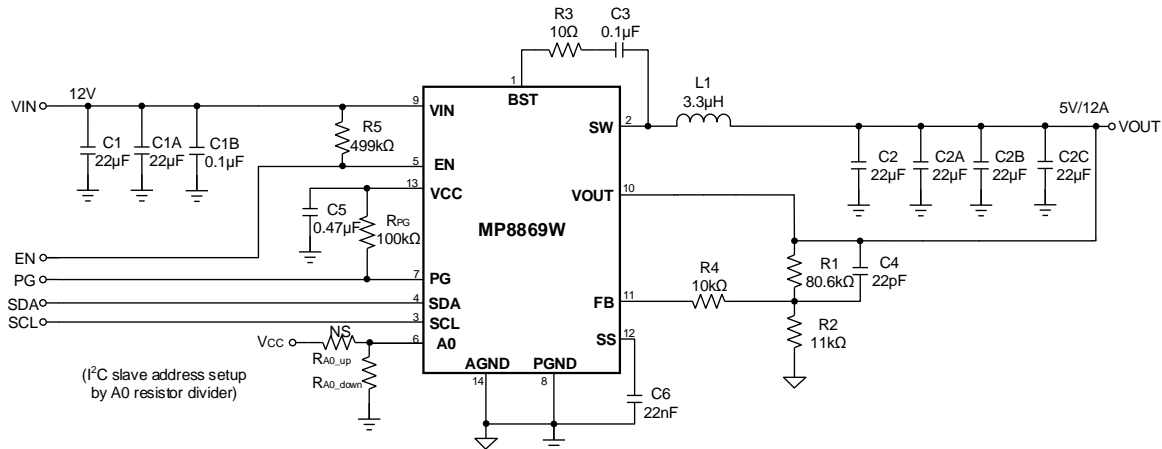 R3
10Ω
C3
0.1µF
1
BST
L1
3.3µH
VIN
12V
9
VIN
SW
2
5V/12A
VOUT
C1
22µF
C1A
22µF
C1B
0.1µF
R5
499kΩ
C2
22µF
C2A
22µF
C2B
22µF
C2C
22µF
5
EN
13
VCC
VOUT
10
C5
0.47µF
RPG
100kΩ
MP8869W
EN
PG
7
PG
R4
10kΩ
R1
80.6kΩ
C4
22pF
SDA
4
SDA
FB
11
SCL
3
SCL
R2
11kΩ
VCC
NS
6
A0
SS
12
RA0_up
RA0_down
AGND
PGND
14
8
(I²C slave address setup
by A0 resistor divider)
C6
22nF